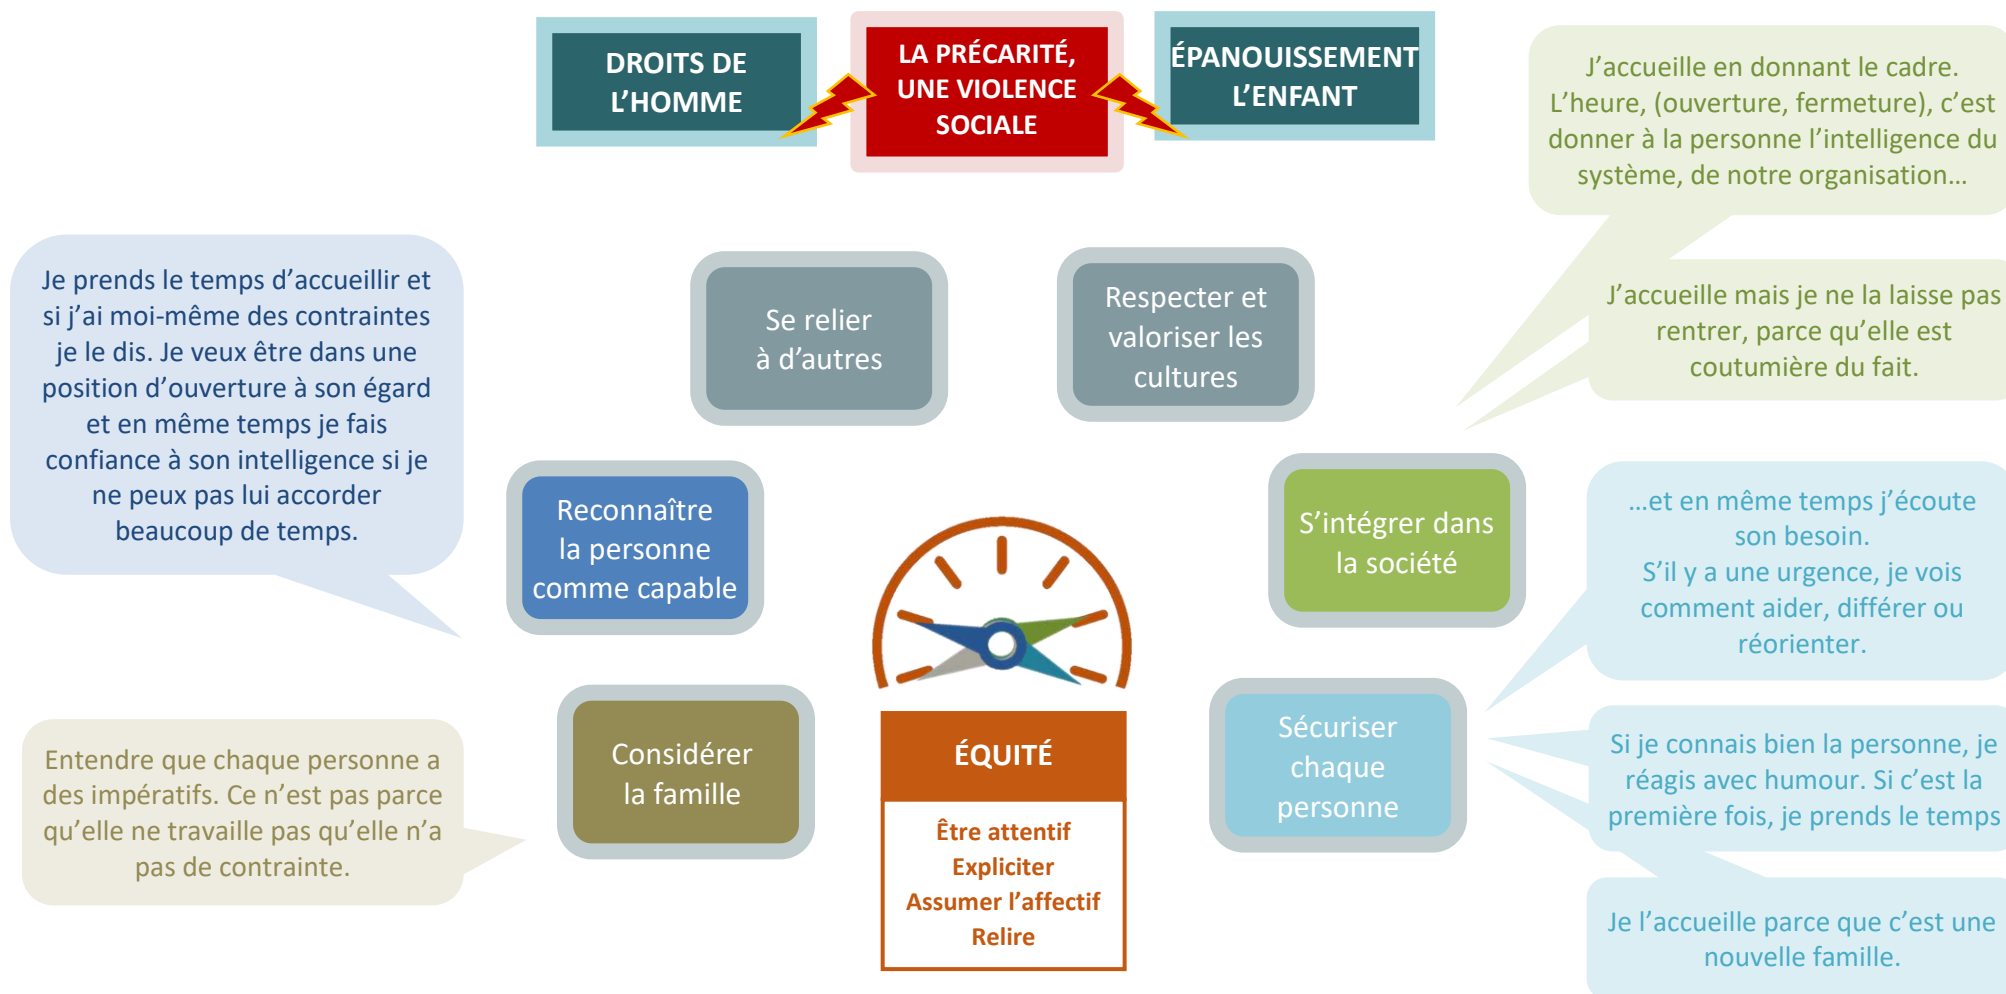 DROITS DE
L'HOMME
LA PRÉCARITÉ,
UNE VIOLENCE
SOCIALE
ÉPANOUISSEMENT
L'ENFANT
J'accueille en donnant le cadre.
L'heure, (ouverture, fermeture), c'est
donner à la personne l'intelligence du
système, de notre organisation…
Je prends le temps d'accueillir et
si j'ai moi-même des contraintes
je le dis. Je veux être dans une
position d'ouverture à son égard
et en même temps je fais
confiance à son intelligence si je
ne peux pas lui accorder
beaucoup de temps.
Se relier
à d'autres
Respecter et
valoriser les
cultures
J'accueille mais je ne la laisse pas
rentrer, parce qu'elle est
coutumière du fait.
Reconnaître
la personne
comme capable
S'intégrer dans
la société
…et en même temps j'écoute
son besoin.
S'il y a une urgence, je vois
comment aider, différer ou
réorienter.
Entendre que chaque personne a
des impératifs. Ce n'est pas parce
qu'elle ne travaille pas qu'elle n'a
pas de contrainte.
Considérer
la famille
ÉQUITÉ
Être attentif
Expliciter
Assumer l'affectif
Relire
Sécuriser
chaque
personne
Si je connais bien la personne, je
réagis avec humour. Si c'est la
première fois, je prends le temps
Je l'accueille parce que c'est une
nouvelle famille.